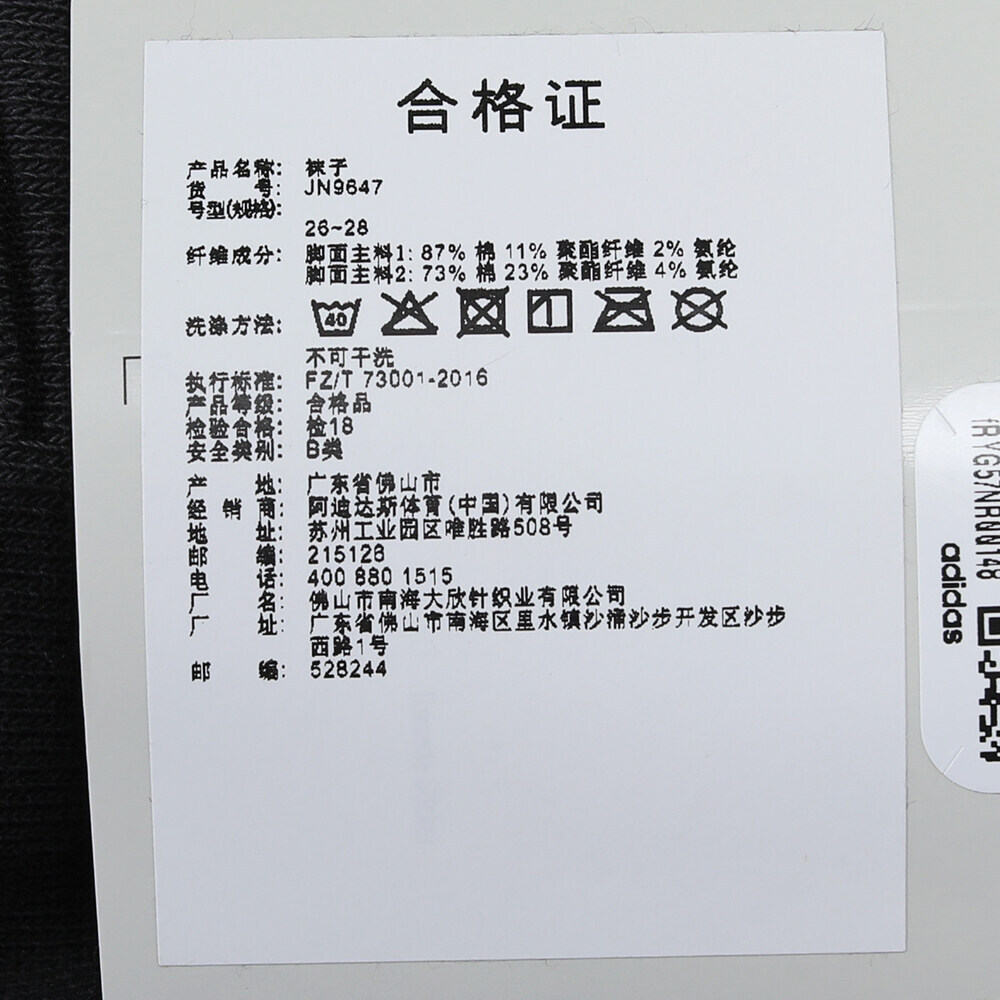 合格证
产品名称: 袜子
货 号: JN9647
号型(规格):
26~28
纤维成分: 脚面主料1: 87% 棉 11% 聚酯纤维 2% 氨纶
脚面主料2: 73% 棉 23% 聚酯纤维 4% 氨纶
洗涤方法: 40
不可干洗
执行标准: FZ/T 73001-2016
产品等级: 合格品
检验合格: 检18
安全类别: B类
产 地: 广东省佛山市
经 销 商: 阿迪达斯体育(中国)有限公司
地 址: 苏州工业园区唯胜路508号
邮 编: 215126
电 话: 400 880 1515
厂 名: 佛山市南海大欣针织业有限公司
厂 址: 广东省佛山市南海区里水镇沙涌沙步开发区沙步
西路1号
邮 编: 528244
adidas